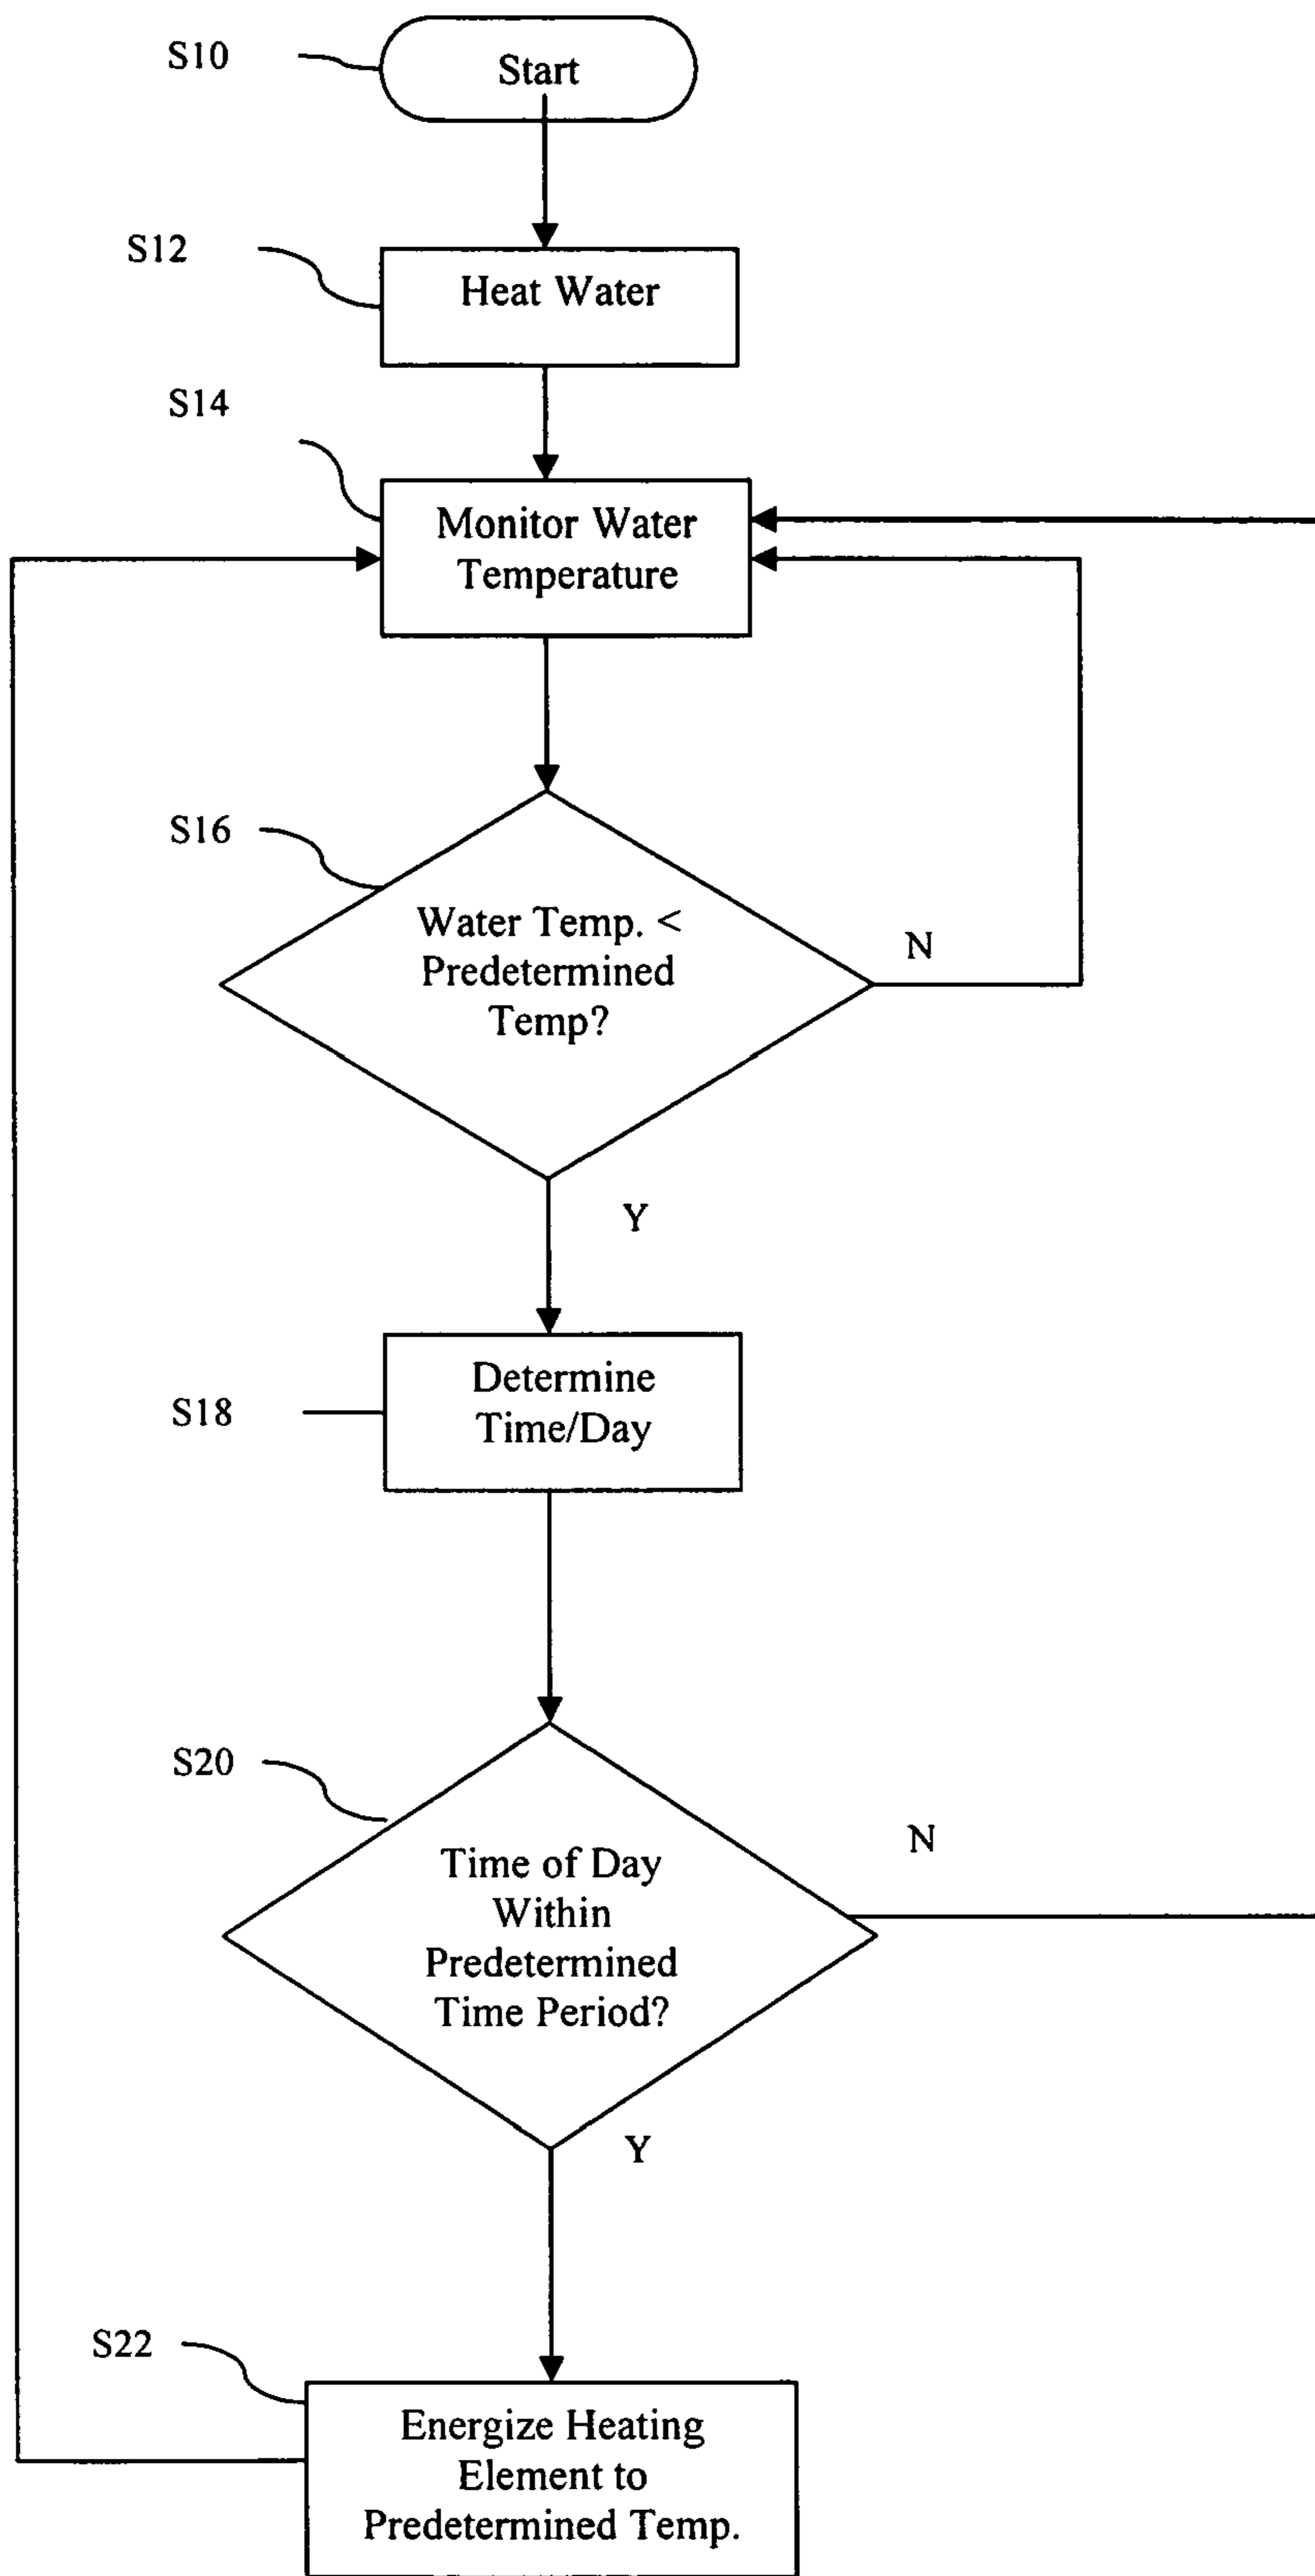 S10
Start
S12
Heat Water
S14
Monitor Water
Temperature
S16
Water Temp. <
Predetermined
Temp?
N
Y
Determine
Time/Day
S18
S20
Time of Day
Within
Predetermined
Time Period?
N
Y
S22
Energize Heating
Element to
Predetermined Temp.